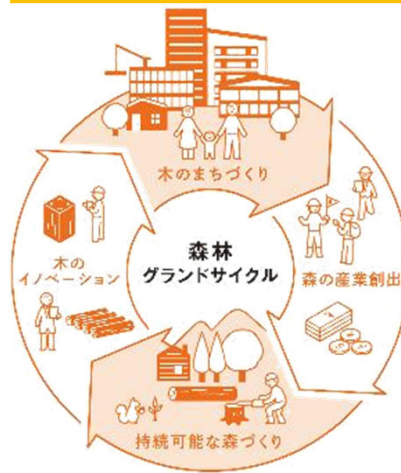 木のまちづくり
森林
グランドサイクル
木の
イノベーション
森の産業創出
持続可能な森づくり